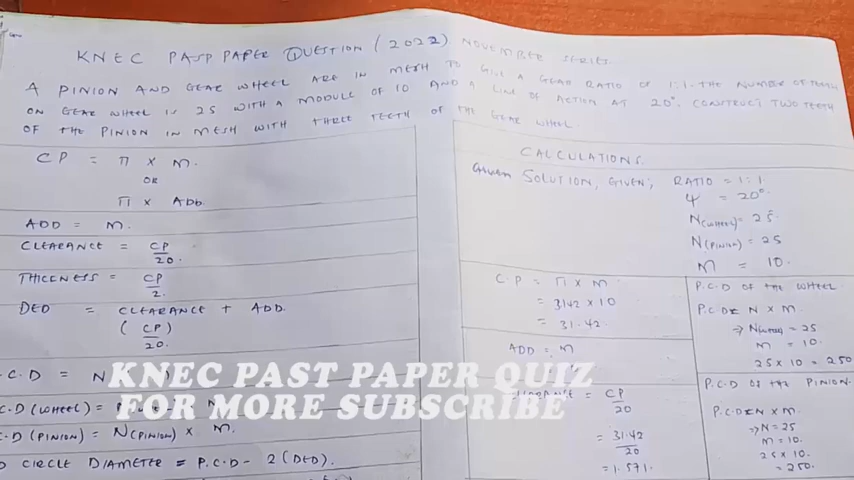 KNEC PAST PAPER QUESTION (2022) NOVEMBER SERIES.
A PINION AND GEAR WHEEL ARE IN MESH TO GIVE A GEAR RATIO OF 1:1. THE NUMBER OF TEETH
ON GEAR WHEEL IS 25 WITH A MODULE OF 10 AND A LINE OF ACTION AT 20°. CONSTRUCT TWO TEETH
OF THE PINION IN MESH WITH THREE TEETH OF THE GEAR WHEEL.
CP = Π × M.
OR
Π × ADD.
ADD = M.
CLEARANCE = CP
20.
THICKNESS = CP
2.
DED = CLEARANCE + ADD.
(CP)
20.
.C.D = N
C.D (WHEEL) =
C.D (PINION) = N(PINION) × M.
D CIRCLE DIAMETER = P.C.D - 2 (DED).
CALCULATIONS.
SOLUTION, GIVEN; RATIO = 1:1.
Ψ = 20°.
N(WHEEL) = 25
N(PINION) = 25
M = 10.
C.P = Π × M
= 3142 × 10
= 31.42.
ADD = M
= CP
20
= 31.42
20
= 1.571.
P.C.D OF THE WHEEL
P.C.D = N × M.
⇒ N = 25
M = 10.
25 × 10 = 250
P.C.D OF THE PINION.
P.C.D = N × M.
⇒ N = 25
M = 10.
25 × 10.
= 250.
KNEC PAST PAPER QUIZ
FOR MORE SUBSCRIBE